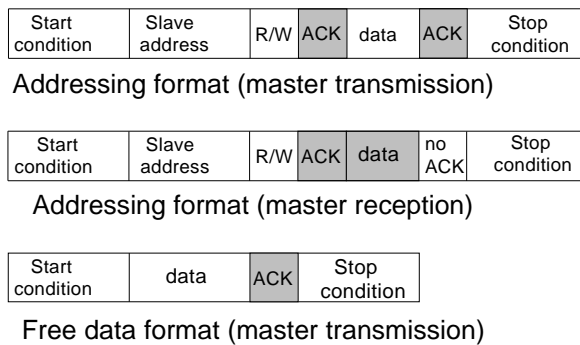 Start condition Slave address R/W ACK data ACK Stop condition
Addressing format (master transmission)
Start condition Slave address R/W ACK data no ACK Stop condition
Addressing format (master reception)
Start condition data ACK Stop condition
Free data format (master transmission)